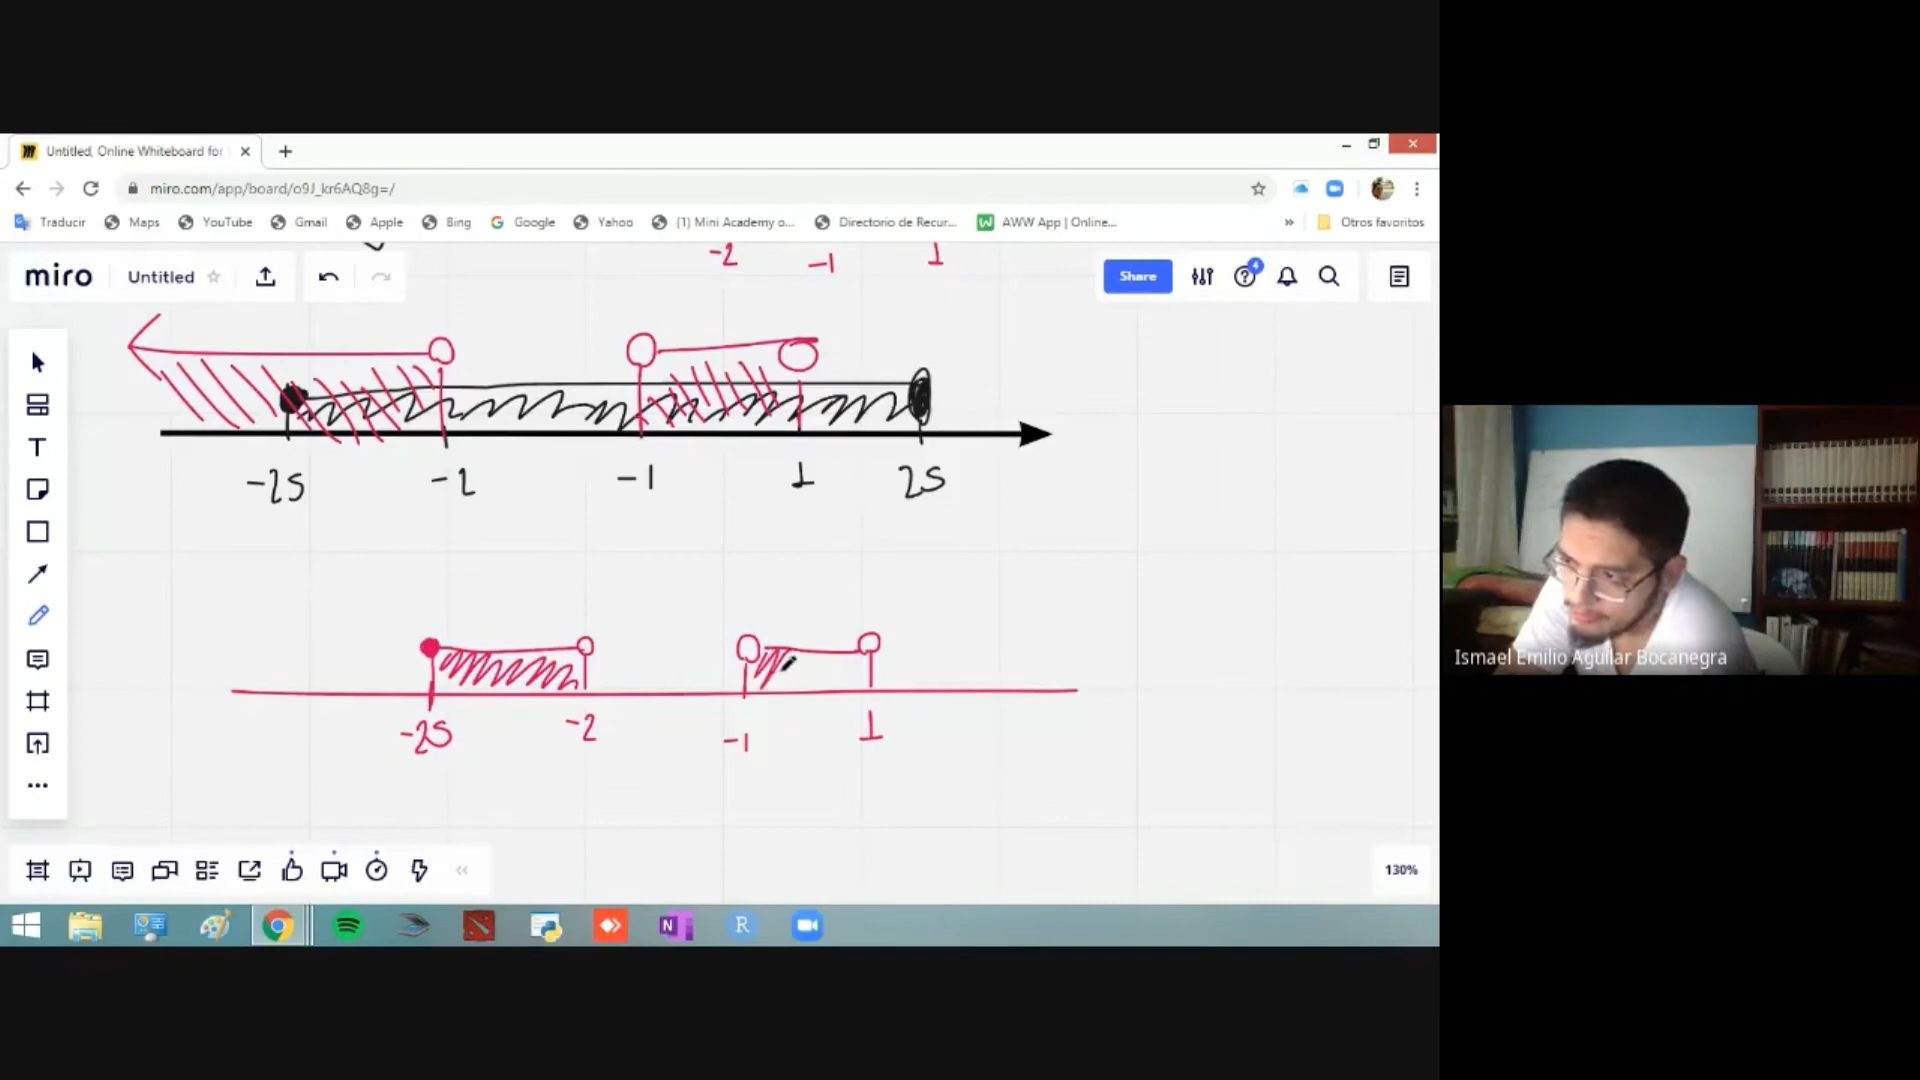 Untitled, Online Whiteboard for
miro.com/app/board/o9J_kr6AQ8g=/
Traducir Maps YouTube Gmail Apple Bing Google Yahoo (1) Mini Academy o... Directorio de Recur... AWW App | Online... » Otros favoritos
-2 -1 1
miro Untitled Share 4
-25 -2 -1 1 25
Ismael Emilio Aguilar Bocanegra
-25 -2 -1 1
130%